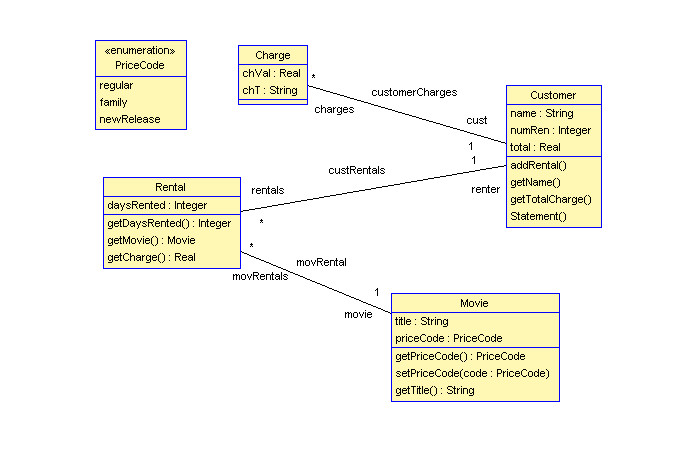 «enumeration»
PriceCode
regular
family
newRelease
Charge
chVal : Real
chT : String
*
charges
customerCharges
cust
1
Customer
name : String
numRen : Integer
total : Real
addRental()
getName()
getTotalCharge()
Statement()
1
renter
custRentals
rentals
*
Rental
daysRented : Integer
getDaysRented() : Integer
getMovie() : Movie
getCharge() : Real
*
movRentals
movRental
1
movie
Movie
title : String
priceCode : PriceCode
getPriceCode() : PriceCode
setPriceCode(code : PriceCode)
getTitle() : String